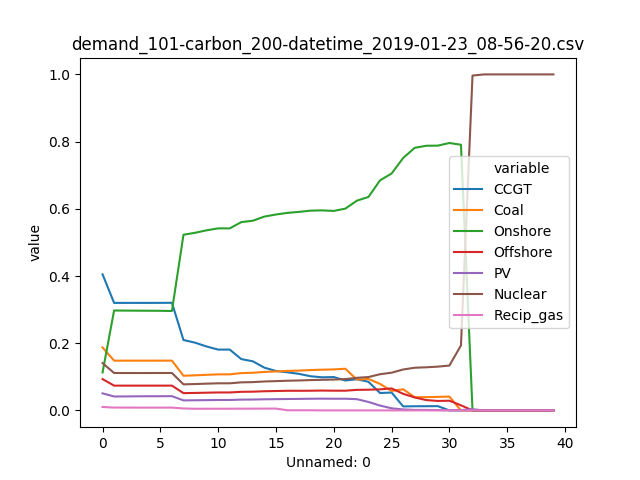 demand_101-carbon_200-datetime_2019-01-23_08-56-20.csv
1.0
0.8
0.6
0.4
0.2
0.0
value
variable
CCGT
Coal
Onshore
Offshore
PV
Nuclear
Recip_gas
0 5 10 15 20 25 30 35 40
Unnamed: 0